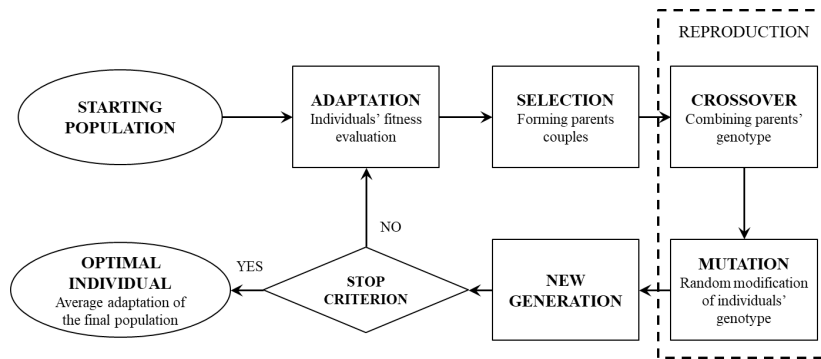 REPRODUCTION
STARTING
POPULATION
ADAPTATION
Individuals’ fitness
evaluation
SELECTION
Forming parents
couples
CROSSOVER
Combining parents’
genotype
NO
YES
OPTIMAL
INDIVIDUAL
Average adaptation of
the final population
STOP
CRITERION
NEW
GENERATION
MUTATION
Random modification
of individuals’
genotype